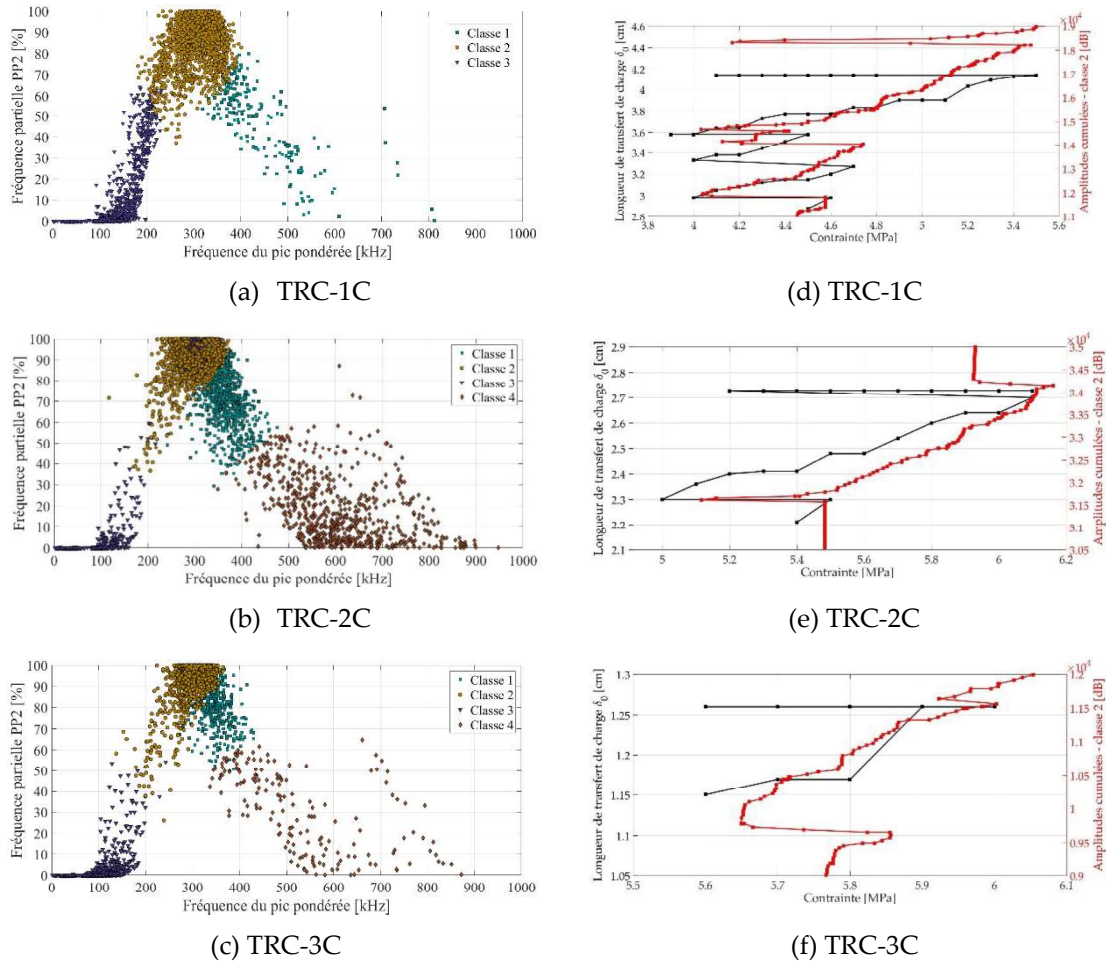 Fréquence partielle PP2 [%]
100
90
80
70
60
50
40
30
20
10
0
0 100 200 300 400 500 600 700 800 900 1000
Fréquence du pic pondérée [kHz]
Classe 1
Classe 2
Classe 3
(a) TRC-1C
Longueur de transfert de charge δ0 [cm]
4.6
4.4
4.2
4
3.8
3.6
3.4
3.2
3
2.8
2.6
3.8 4 4.2 4.4 4.6 4.8 5 5.2 5.4 5.6
Contrainte [MPa]
×10⁴
1.9
1.8
1.7
1.6
1.5
1.4
1.3
1.2
1.1
Amplitudes cumulées - classe 2 [dB]
(d) TRC-1C
Fréquence partielle PP2 [%]
100
90
80
70
60
50
40
30
20
10
0
0 100 200 300 400 500 600 700 800 900 1000
Fréquence du pic pondérée [kHz]
Classe 1
Classe 2
Classe 3
Classe 4
(b) TRC-2C
Longueur de transfert de charge δ0 [cm]
2.9
2.8
2.7
2.6
2.5
2.4
2.3
2.2
2.1
5 5.2 5.4 5.6 5.8 6 6.2
Contrainte [MPa]
×10⁴
3.5
3.45
3.4
3.35
3.3
3.25
3.2
3.15
3.1
3.05
Amplitudes cumulées - classe 2 [dB]
(e) TRC-2C
Fréquence partielle PP2 [%]
100
90
80
70
60
50
40
30
20
10
0
0 100 200 300 400 500 600 700 800 900 1000
Fréquence du pic pondérée [kHz]
Classe 1
Classe 2
Classe 3
Classe 4
(c) TRC-3C
Longueur de transfert de charge δ0 [cm]
1.3
1.25
1.2
1.15
1.1
1.05
5.5 5.6 5.7 5.8 5.9 6 6.1
Contrainte [MPa]
×10⁴
1.2
1.15
1.1
1.05
1
0.95
0.9
Amplitudes cumulées - classe 2 [dB]
(f) TRC-3C